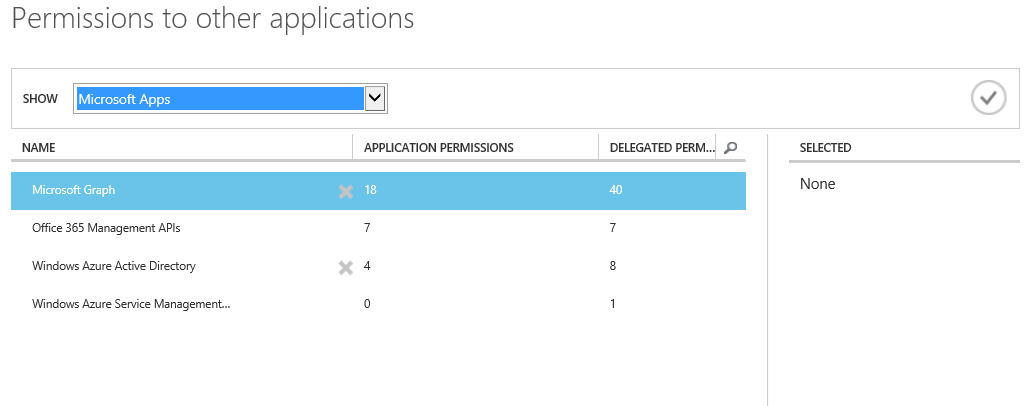 Permissions to other applications
SHOW Microsoft Apps
NAME APPLICATION PERMISSIONS DELEGATED PERM... SELECTED
Microsoft Graph 18 40 None
Office 365 Management APIs 7 7
Windows Azure Active Directory 4 8
Windows Azure Service Management... 0 1